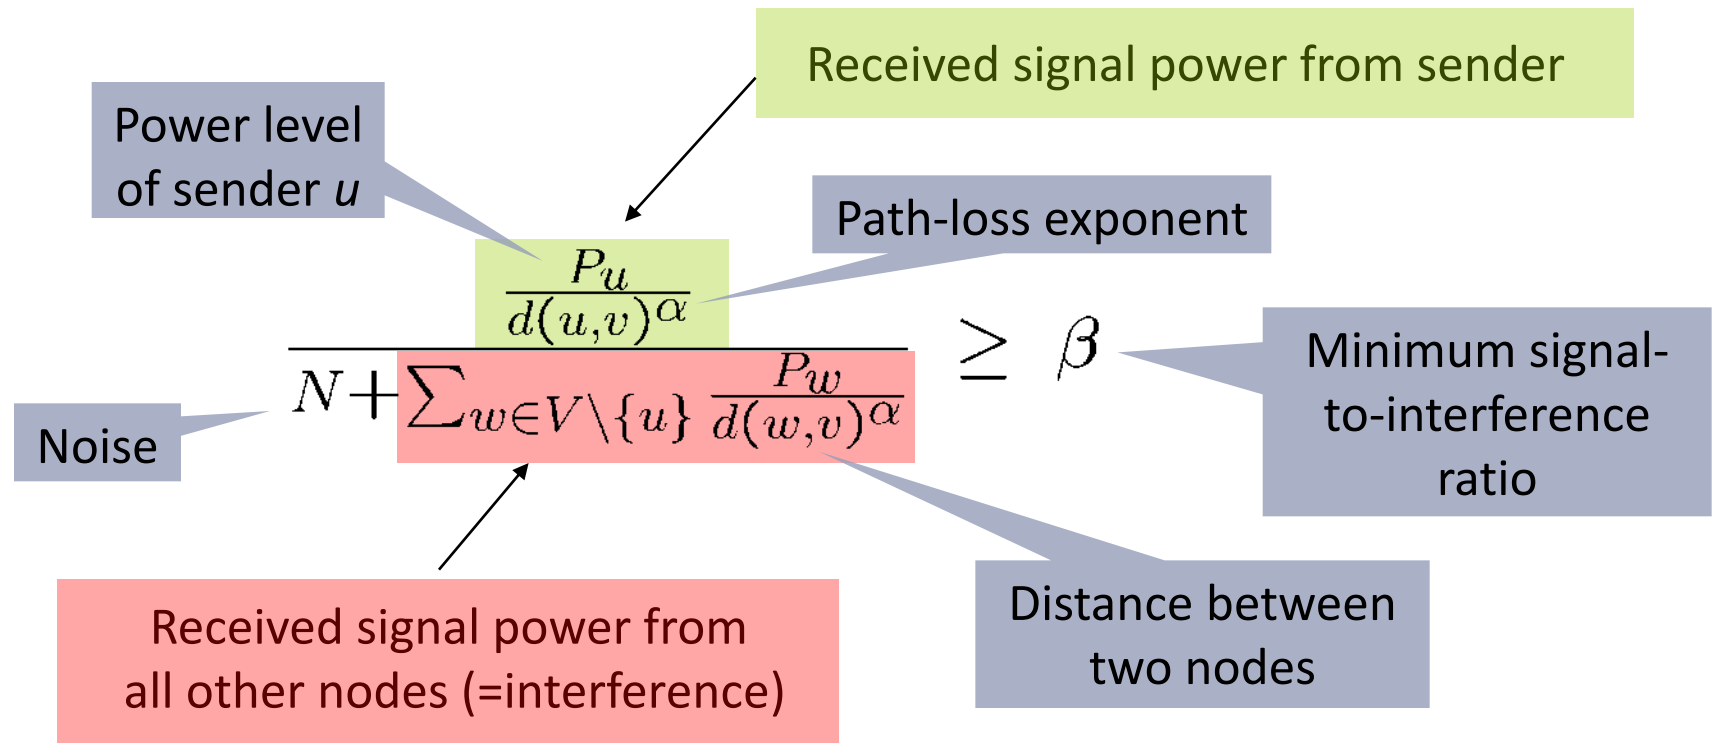 Received signal power from sender
Power level
of sender u
Path-loss exponent
P_u
d(u,v)^α
N+∑_{w∈V\{u}} P_w
d(w,v)^α
≥ β
Minimum signal-
to-interference
ratio
Noise
Received signal power from
all other nodes (=interference)
Distance between
two nodes